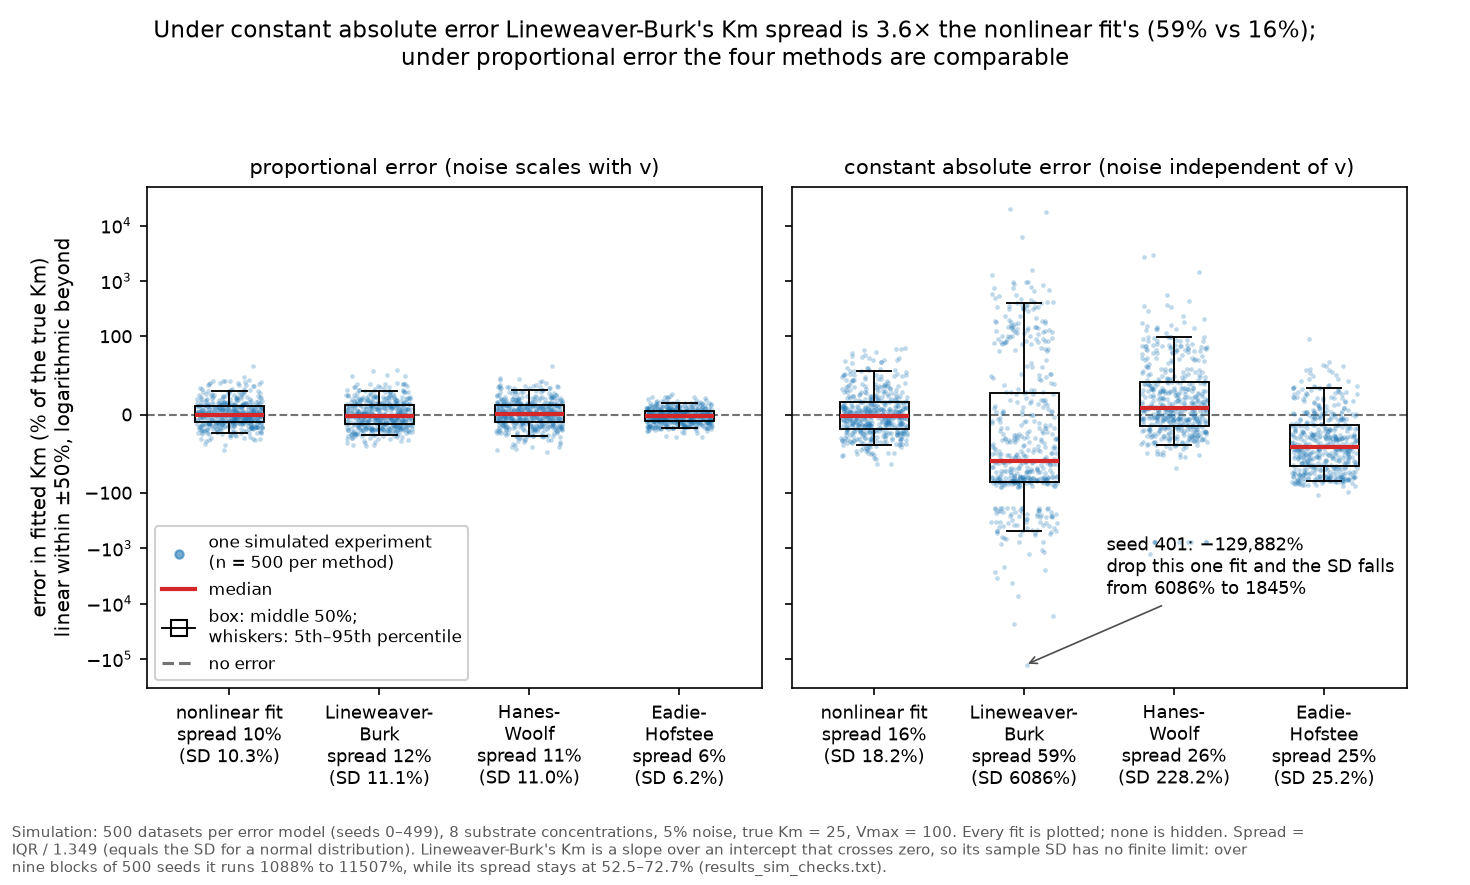 Under constant absolute error Lineweaver-Burk's Km spread is 3.6× the nonlinear fit's (59% vs 16%);
under proportional error the four methods are comparable
proportional error (noise scales with v)
constant absolute error (noise independent of v)
error in fitted Km (% of the true Km)
linear within ±50%, logarithmic beyond
10⁴
10³
100
0
−100
−10³
−10⁴
−10⁵
one simulated experiment
(n = 500 per method)
median
box: middle 50%;
whiskers: 5th–95th percentile
no error
seed 401: −129,882%
drop this one fit and the SD falls
from 6086% to 1845%
nonlinear fit
spread 10%
(SD 10.3%)
Lineweaver-
Burk
spread 12%
(SD 11.1%)
Hanes-
Woolf
spread 11%
(SD 11.0%)
Eadie-
Hofstee
spread 6%
(SD 6.2%)
nonlinear fit
spread 16%
(SD 18.2%)
Lineweaver-
Burk
spread 59%
(SD 6086%)
Hanes-
Woolf
spread 26%
(SD 228.2%)
Eadie-
Hofstee
spread 25%
(SD 25.2%)
Simulation: 500 datasets per error model (seeds 0–499), 8 substrate concentrations, 5% noise, true Km = 25, Vmax = 100. Every fit is plotted; none is hidden. Spread =
IQR / 1.349 (equals the SD for a normal distribution). Lineweaver-Burk's Km is a slope over an intercept that crosses zero, so its sample SD has no finite limit: over
nine blocks of 500 seeds it runs 1088% to 11507%, while its spread stays at 52.5–72.7% (results_sim_checks.txt).